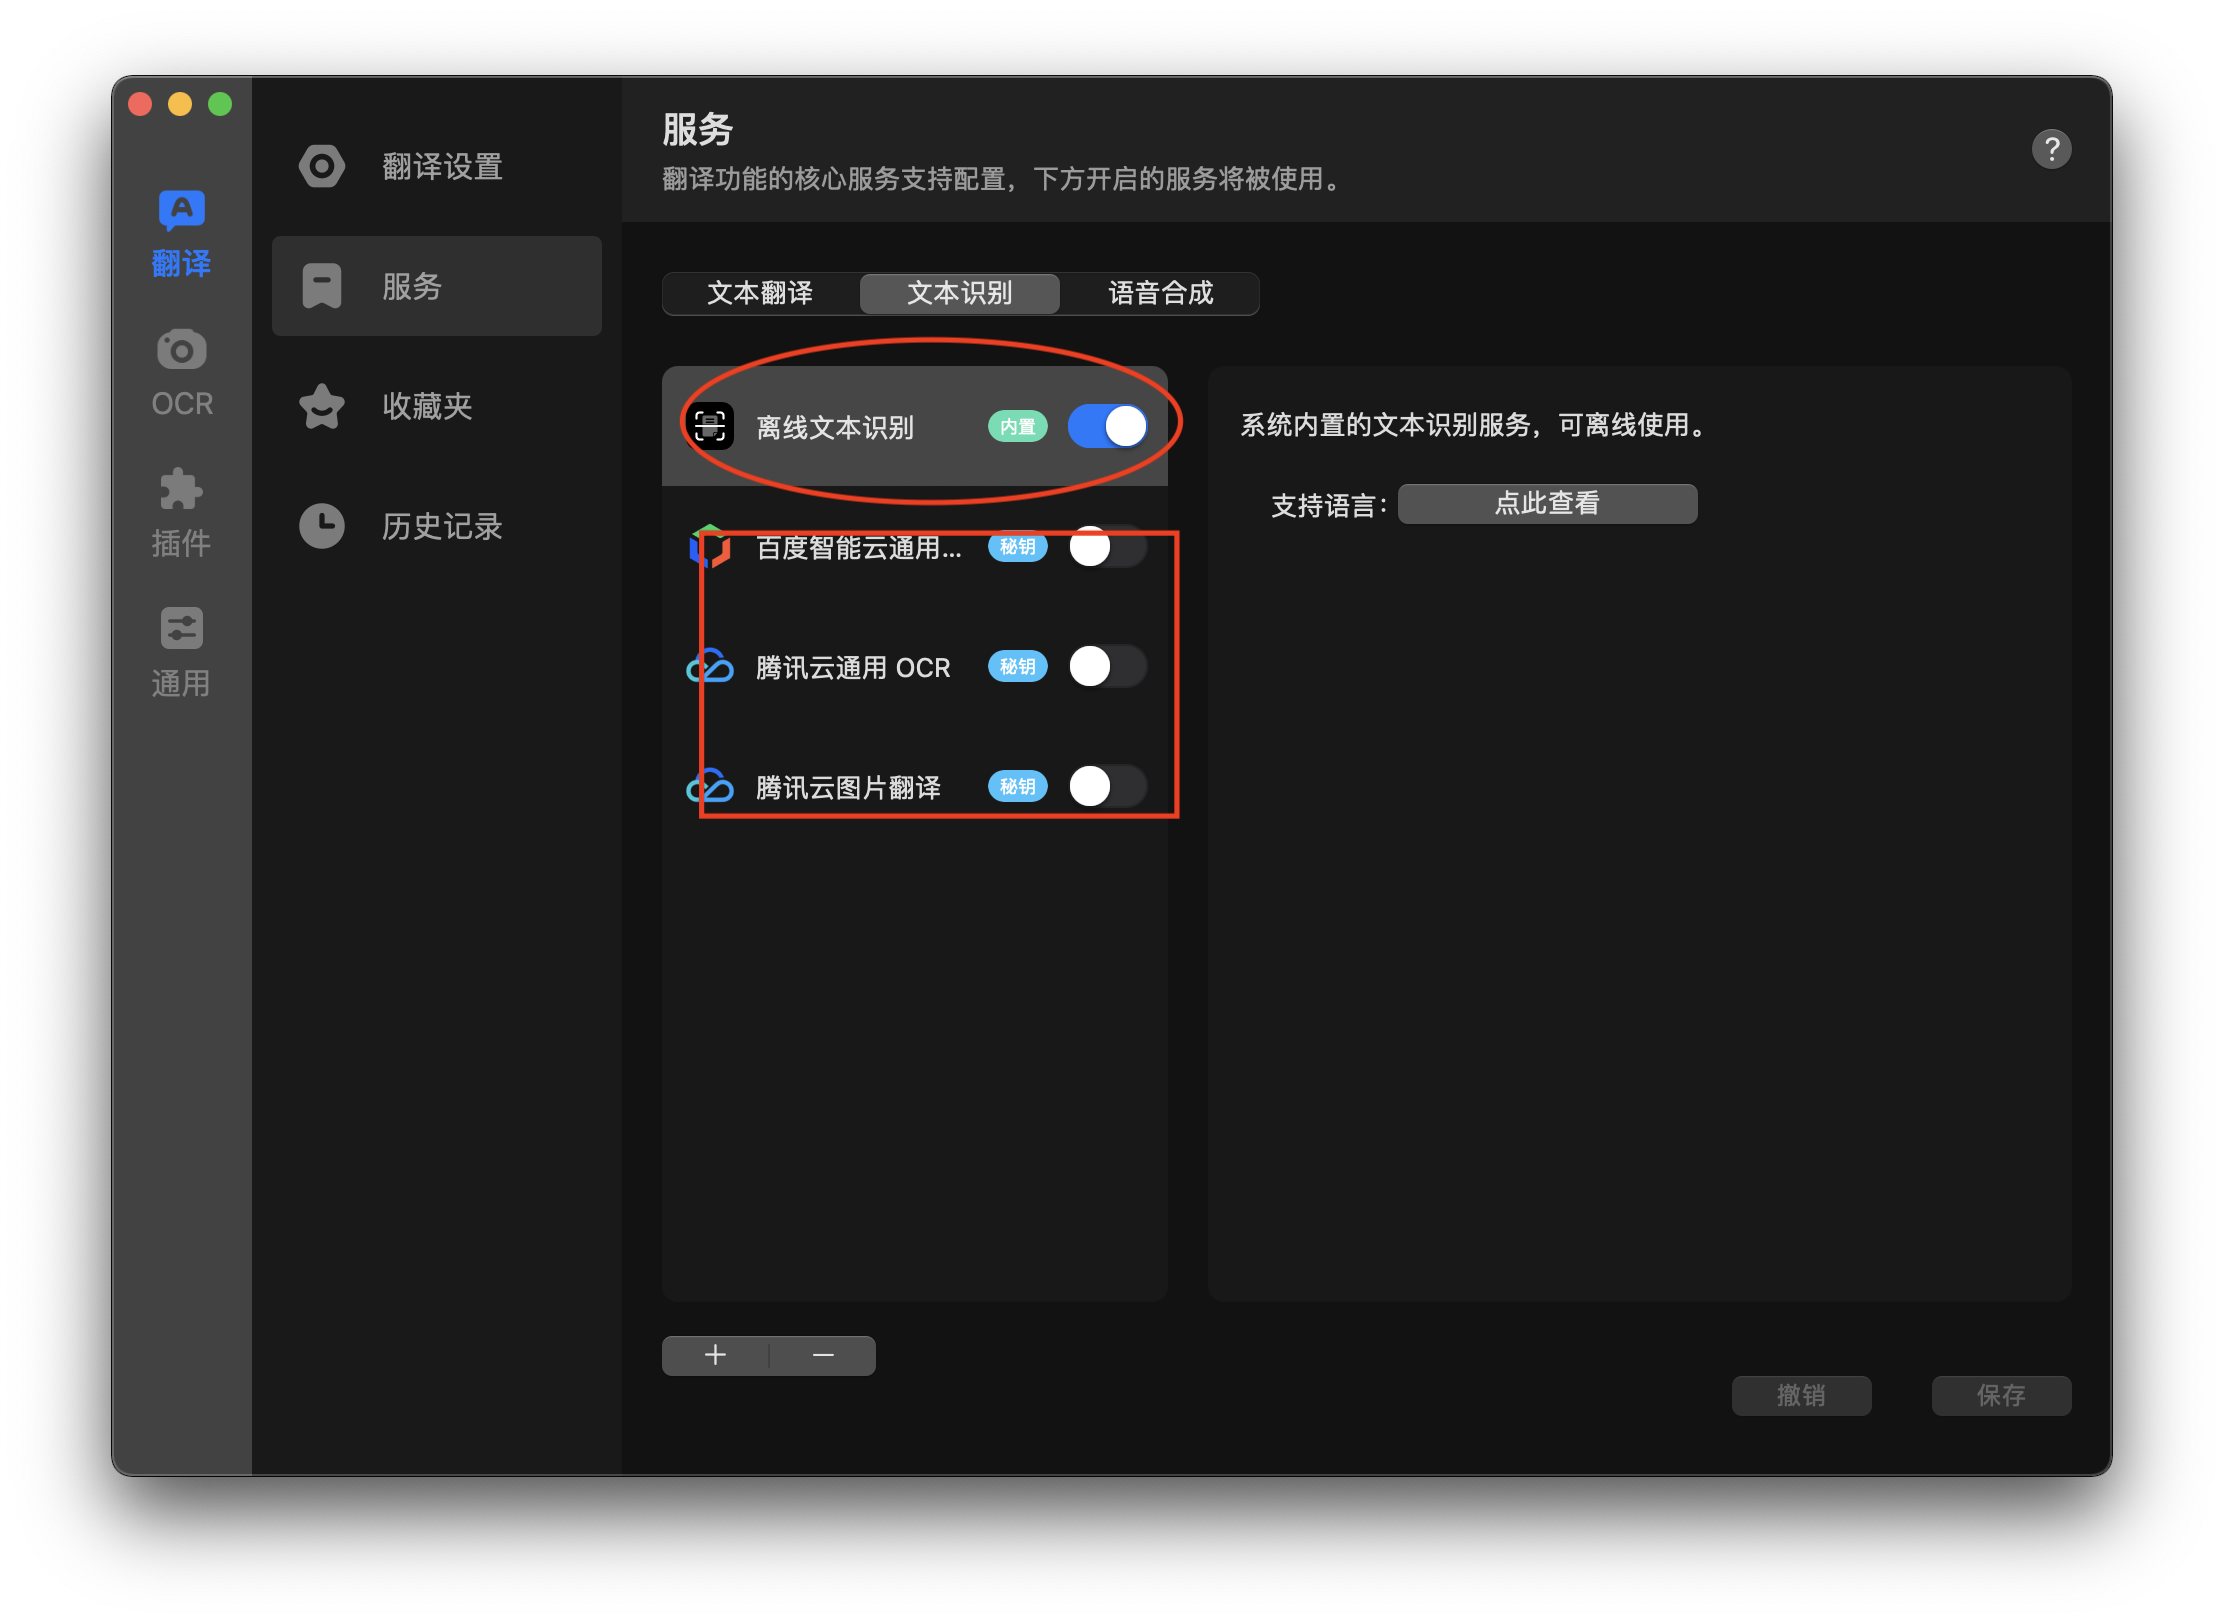 翻译
OCR
插件
通用
翻译设置
服务
收藏夹
历史记录
服务
翻译功能的核心服务支持配置，下方开启的服务将被使用。
?
文本翻译 文本识别 语音合成
离线文本识别 内置
百度智能云通用... 秘钥
腾讯云通用 OCR 秘钥
腾讯云图片翻译 秘钥
系统内置的文本识别服务，可离线使用。
支持语言： 点此查看
撤销 保存